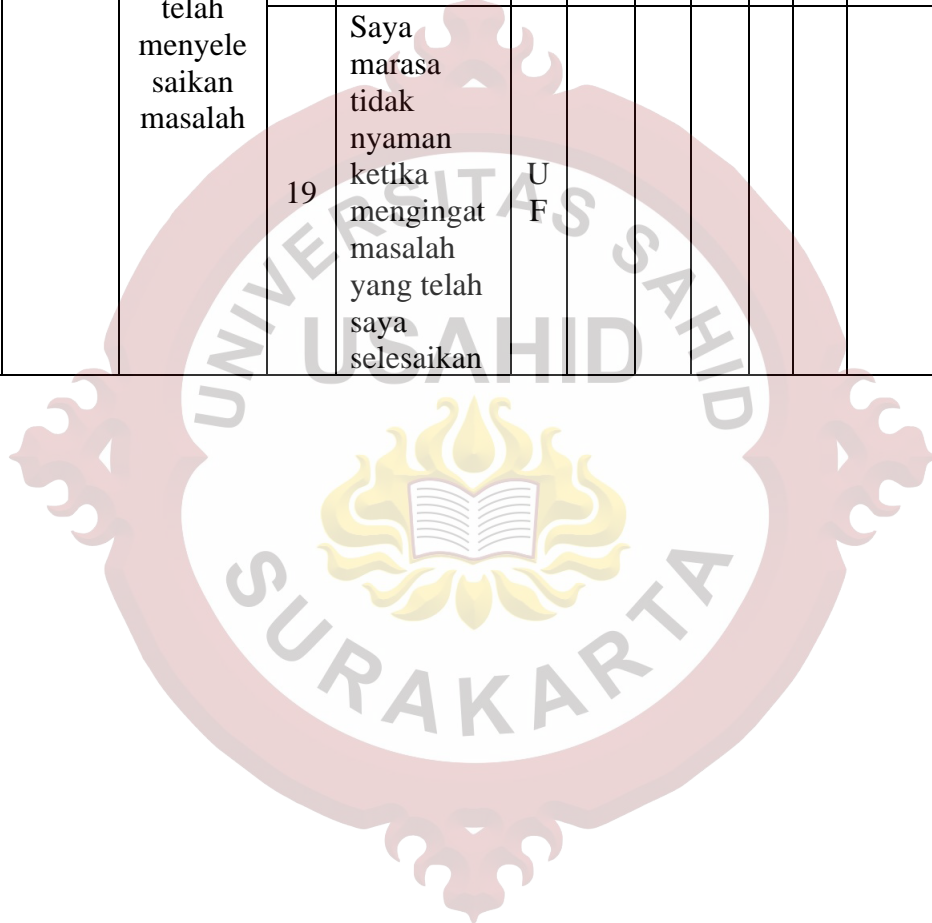 telah
menyele
saikan
masalah
19
Saya
marasa
tidak
nyaman
ketika
mengingat
masalah
yang telah
saya
selesaikan
U
F
UNIVERSITAS SAHID
USAHID
SURAKARTA